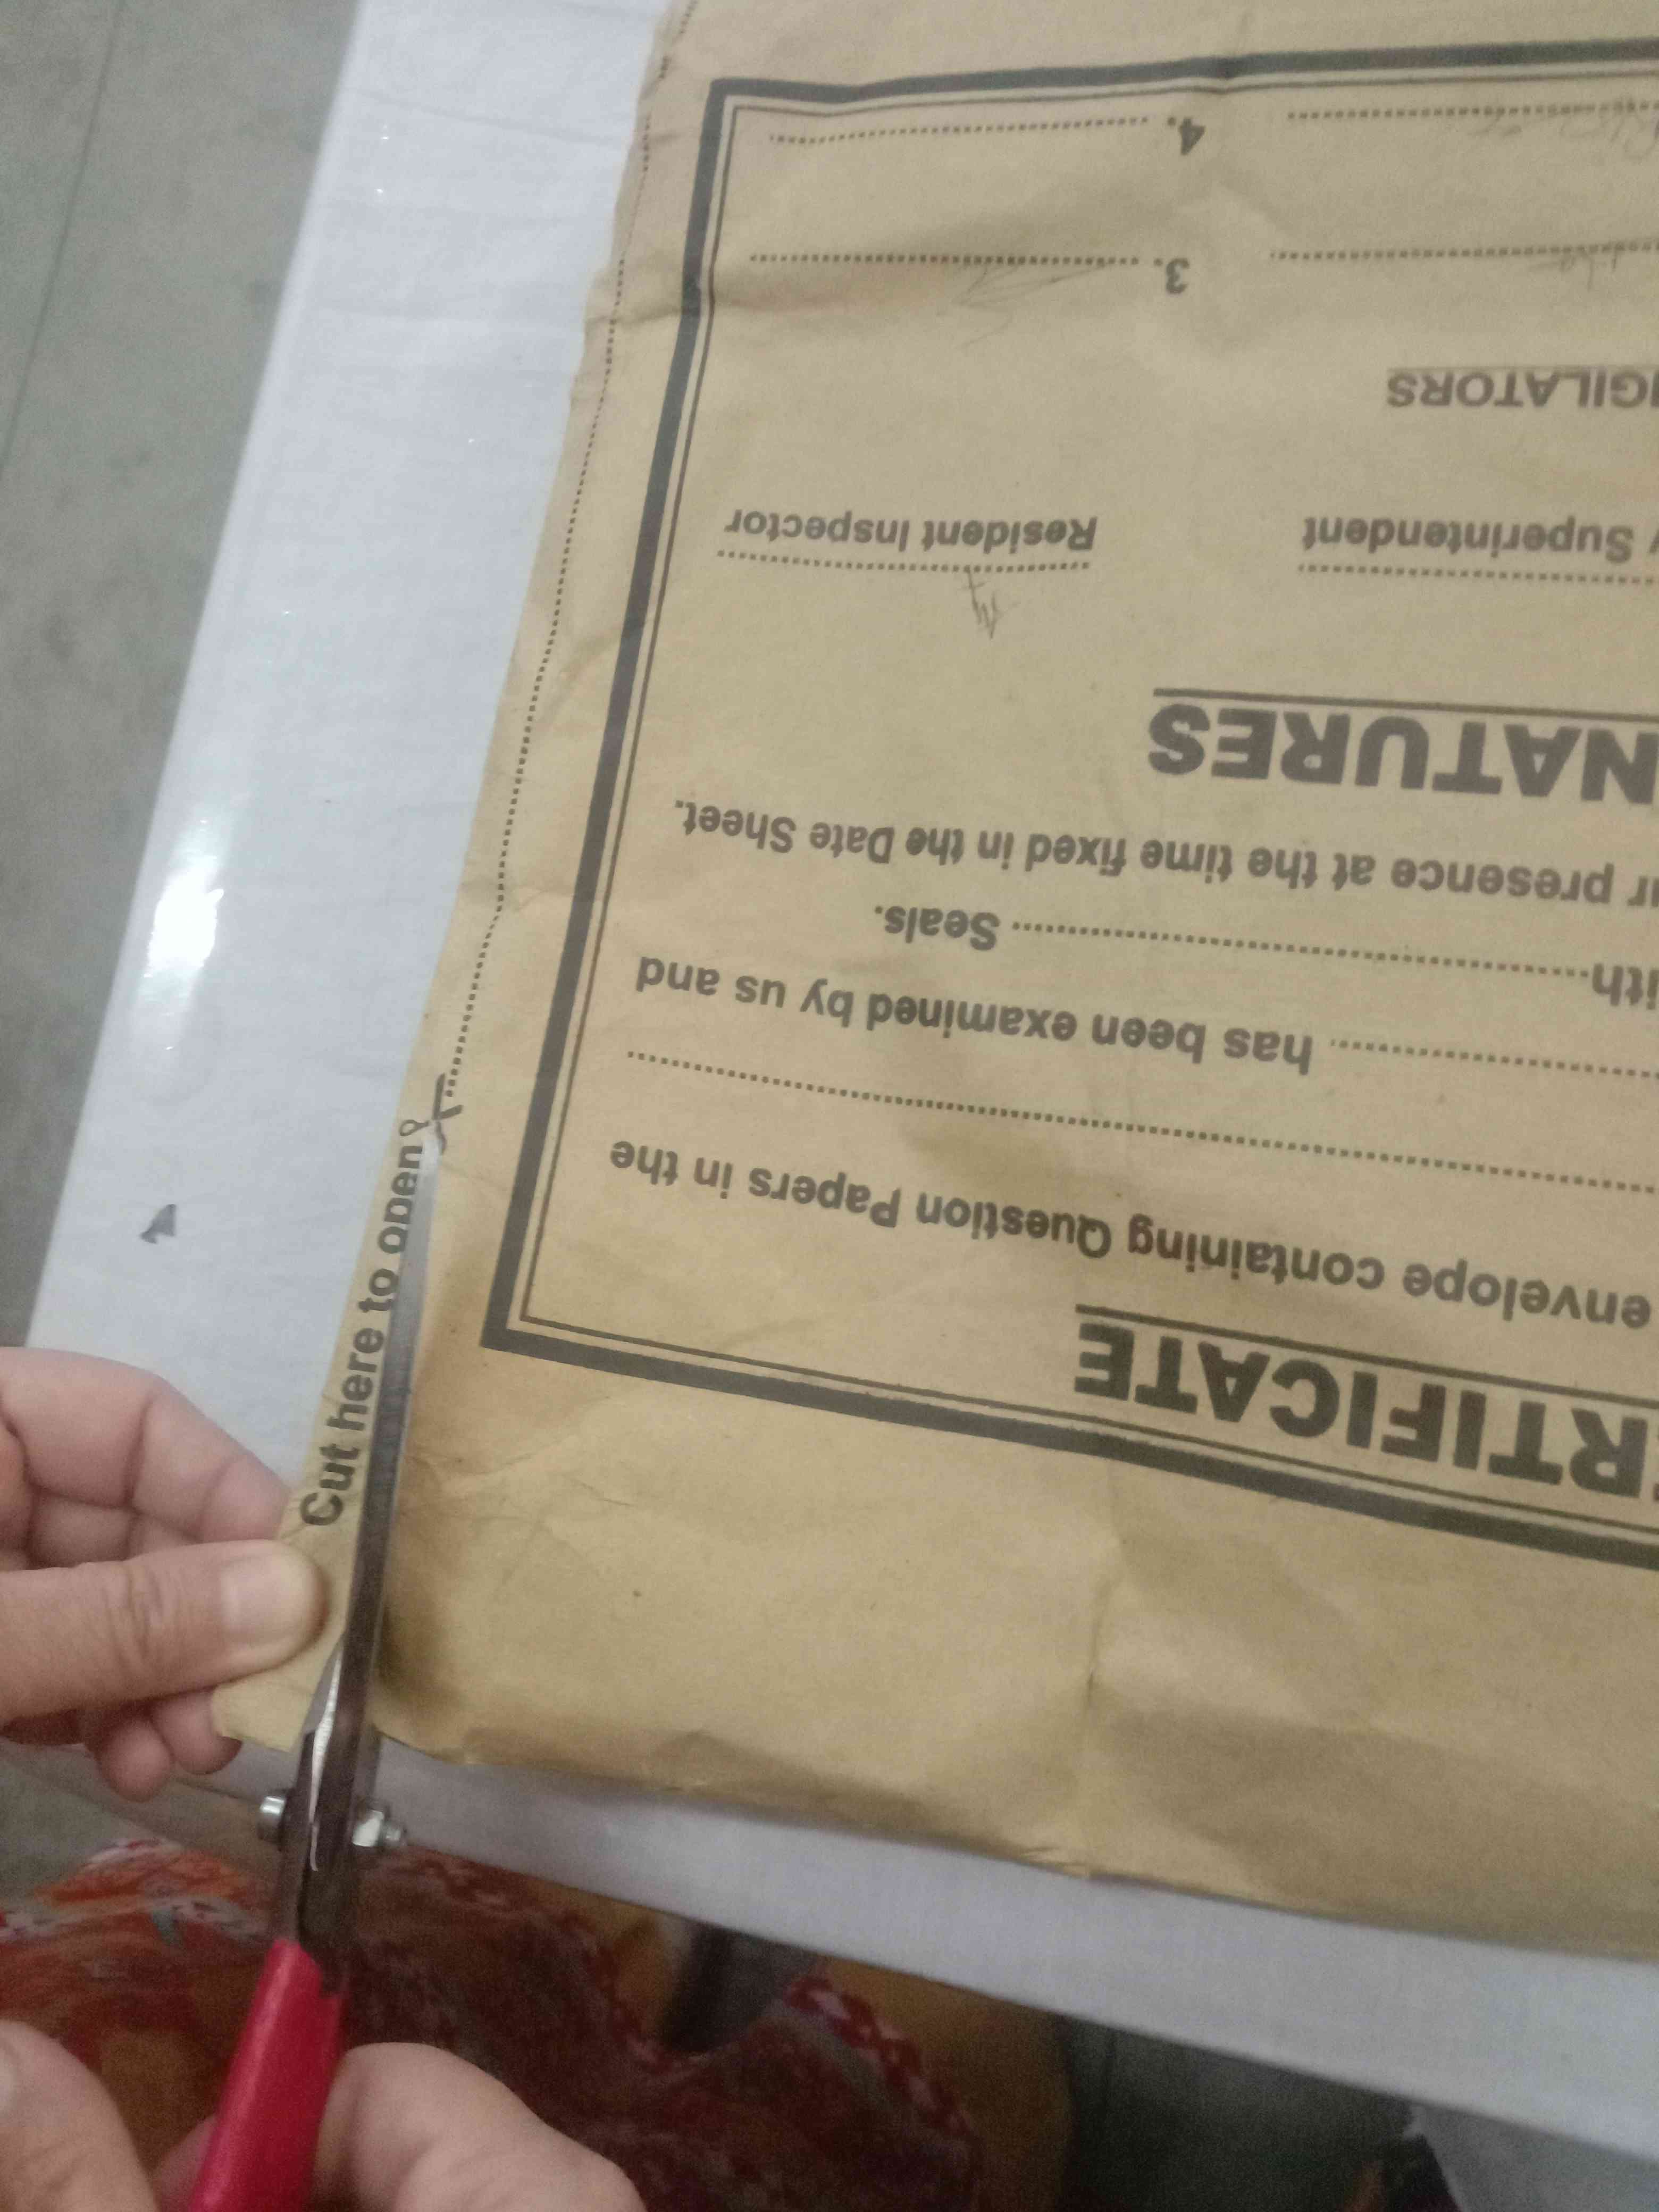 RTIFICATE
envelope containing Question Papers in the
has been examined by us and
ith Seals.
r presence at the time fixed in the Date Sheet.
NATURES
Superintendent Resident Inspector
IGILATORS
3.
4.
Cut here to open